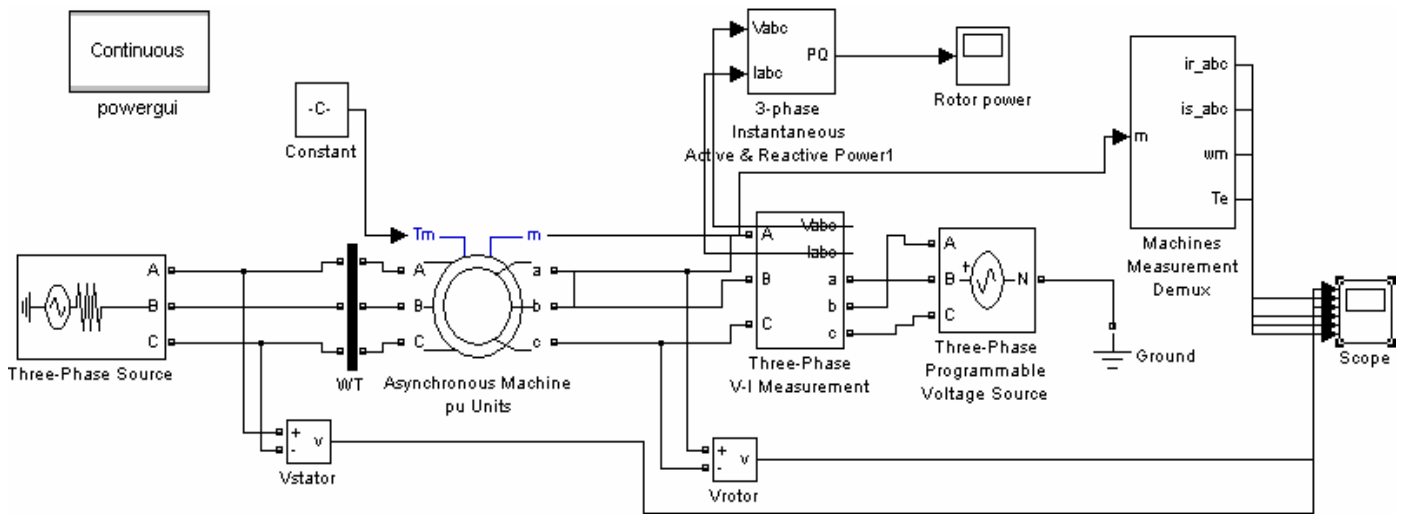 Continuous
powergui
-C-
Constant
Vabc
Iabc
PQ
3-phase
Instantaneous
Active & Reactive Power1
Rotor power
m
ir_abc
is_abc
wm
Te
Machines
Measurement
Demux
A
B
C
Three-Phase Source
WT
Tm
m
A
B
C
a
b
c
Asynchronous Machine
pu Units
A
B
C
Vabc
Iabc
a
b
c
Three-Phase
V-I Measurement
A
B
C
+
N
Three-Phase
Programmable
Voltage Source
Ground
Scope
+
-
v
Vstator
+
-
v
Vrotor